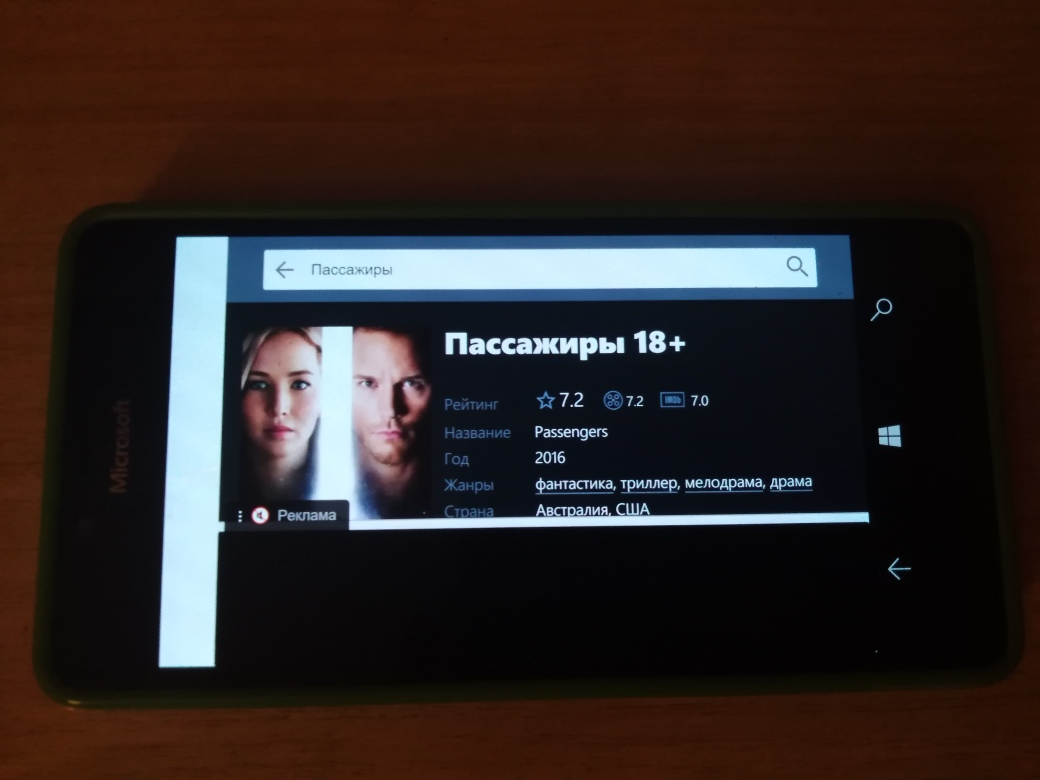 Microsoft
Пассажиры
Пассажиры 18+
Рейтинг 7.2 7.2 IMDb 7.0
Название Passengers
Год 2016
Жанры фантастика, триллер, мелодрама, драма
Страна Австралия, США
Реклама